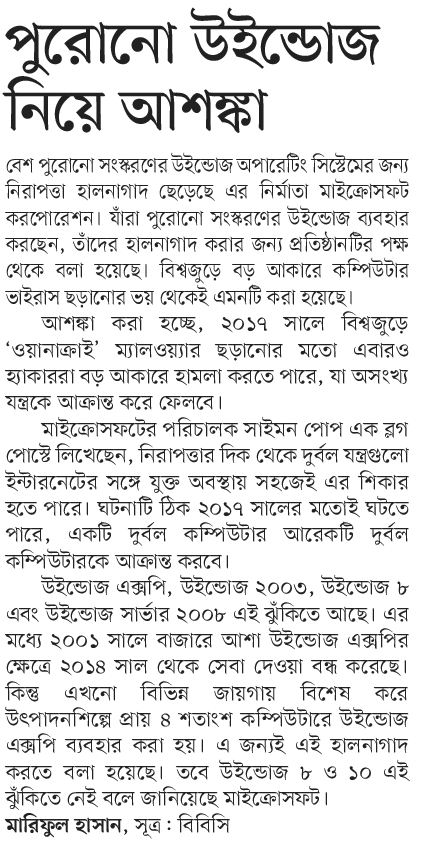 পুরোনো উইন্ডোজ
নিয়ে আশঙ্কা
বেশ পুরোনো সংস্করণের উইন্ডোজ অপারেটিং সিস্টেমের জন্য
নিরাপত্তা হালনাগাদ ছেড়েছে এর নির্মাতা মাইক্রোসফট
করপোরেশন। যাঁরা পুরোনো সংস্করণের উইন্ডোজ ব্যবহার
করছেন, তাঁদের হালনাগাদ করার জন্য প্রতিষ্ঠানটির পক্ষ
থেকে বলা হয়েছে। বিশ্বজুড়ে বড় আকারে কম্পিউটার
ভাইরাস ছড়ানোর ভয় থেকেই এমনটি করা হয়েছে।
আশঙ্কা করা হচ্ছে, ২০১৭ সালে বিশ্বজুড়ে
‘ওয়ানাক্রাই’ ম্যালওয়্যার ছড়ানোর মতো এবারও
হ্যাকাররা বড় আকারে হামলা করতে পারে, যা অসংখ্য
যন্ত্রকে আক্রান্ত করে ফেলবে।
মাইক্রোসফটের পরিচালক সাইমন পোপ এক ব্লগ
পোস্টে লিখেছেন, নিরাপত্তার দিক থেকে দুর্বল যন্ত্রগুলো
ইন্টারনেটের সঙ্গে যুক্ত অবস্থায় সহজেই এর শিকার
হতে পারে। ঘটনাটি ঠিক ২০১৭ সালের মতোই ঘটতে
পারে, একটি দুর্বল কম্পিউটার আরেকটি দুর্বল
কম্পিউটারকে আক্রান্ত করবে।
উইন্ডোজ এক্সপি, উইন্ডোজ ২০০৩, উইন্ডোজ ৮
এবং উইন্ডোজ সার্ভার ২০০৮ এই ঝুঁকিতে আছে। এর
মধ্যে ২০০১ সালে বাজারে আশা উইন্ডোজ এক্সপির
ক্ষেত্রে ২০১৪ সাল থেকে সেবা দেওয়া বন্ধ করেছে।
কিন্তু এখনো বিভিন্ন জায়গায় বিশেষ করে
উৎপাদনশিল্পে প্রায় ৪ শতাংশ কম্পিউটারে উইন্ডোজ
এক্সপি ব্যবহার করা হয়। এ জন্যই এই হালনাগাদ
করতে বলা হয়েছে। তবে উইন্ডোজ ৮ ও ১০ এই
ঝুঁকিতে নেই বলে জানিয়েছে মাইক্রোসফট।
মারিফুল হাসান, সূত্র : বিবিসি